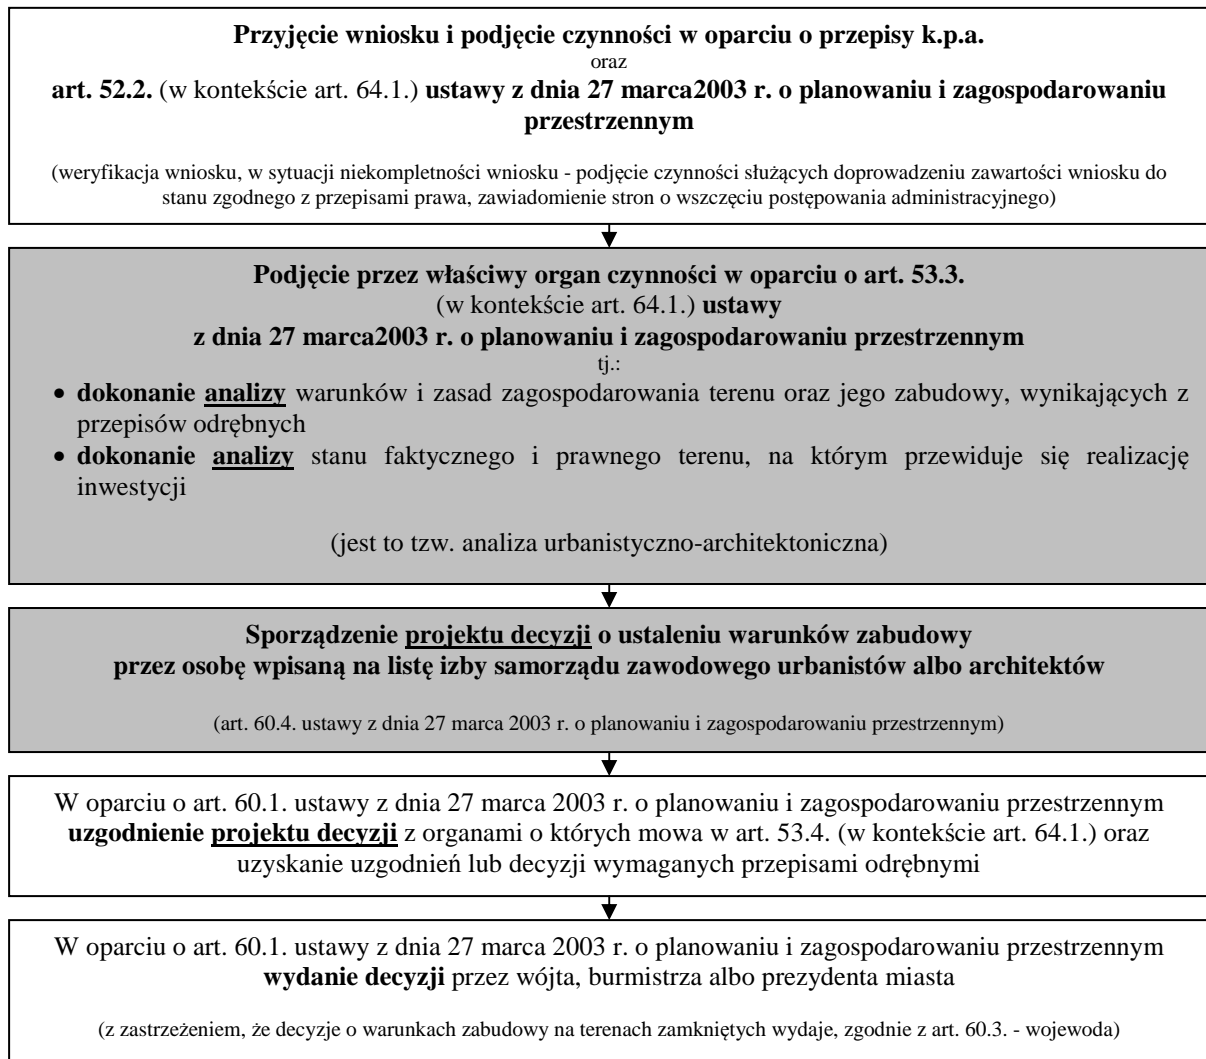 Przyjęcie wniosku i podjęcie czynności w oparciu o przepisy k.p.a.
oraz
art. 52.2. (w kontekście art. 64.1.) ustawy z dnia 27 marca2003 r. o planowaniu i zagospodarowaniu
przestrzennym
(weryfikacja wniosku, w sytuacji niekompletności wniosku - podjęcie czynności służących doprowadzeniu zawartości wniosku do
stanu zgodnego z przepisami prawa, zawiadomienie stron o wszczęciu postępowania administracyjnego)
Podjęcie przez właściwy organ czynności w oparciu o art. 53.3.
(w kontekście art. 64.1.) ustawy
z dnia 27 marca2003 r. o planowaniu i zagospodarowaniu przestrzennym
tj.:
• dokonanie analizy warunków i zasad zagospodarowania terenu oraz jego zabudowy, wynikających z
przepisów odrębnych
• dokonanie analizy stanu faktycznego i prawnego terenu, na którym przewiduje się realizację
inwestycji
(jest to tzw. analiza urbanistyczno-architektoniczna)
Sporządzenie projektu decyzji o ustaleniu warunków zabudowy
przez osobę wpisaną na listę izby samorządu zawodowego urbanistów albo architektów
(art. 60.4. ustawy z dnia 27 marca 2003 r. o planowaniu i zagospodarowaniu przestrzennym)
W oparciu o art. 60.1. ustawy z dnia 27 marca 2003 r. o planowaniu i zagospodarowaniu przestrzennym
uzgodnienie projektu decyzji z organami o których mowa w art. 53.4. (w kontekście art. 64.1.) oraz
uzyskanie uzgodnień lub decyzji wymaganych przepisami odrębnymi
W oparciu o art. 60.1. ustawy z dnia 27 marca 2003 r. o planowaniu i zagospodarowaniu przestrzennym
wydanie decyzji przez wójta, burmistrza albo prezydenta miasta
(z zastrzeżeniem, że decyzje o warunkach zabudowy na terenach zamkniętych wydaje, zgodnie z art. 60.3. - wojewoda)